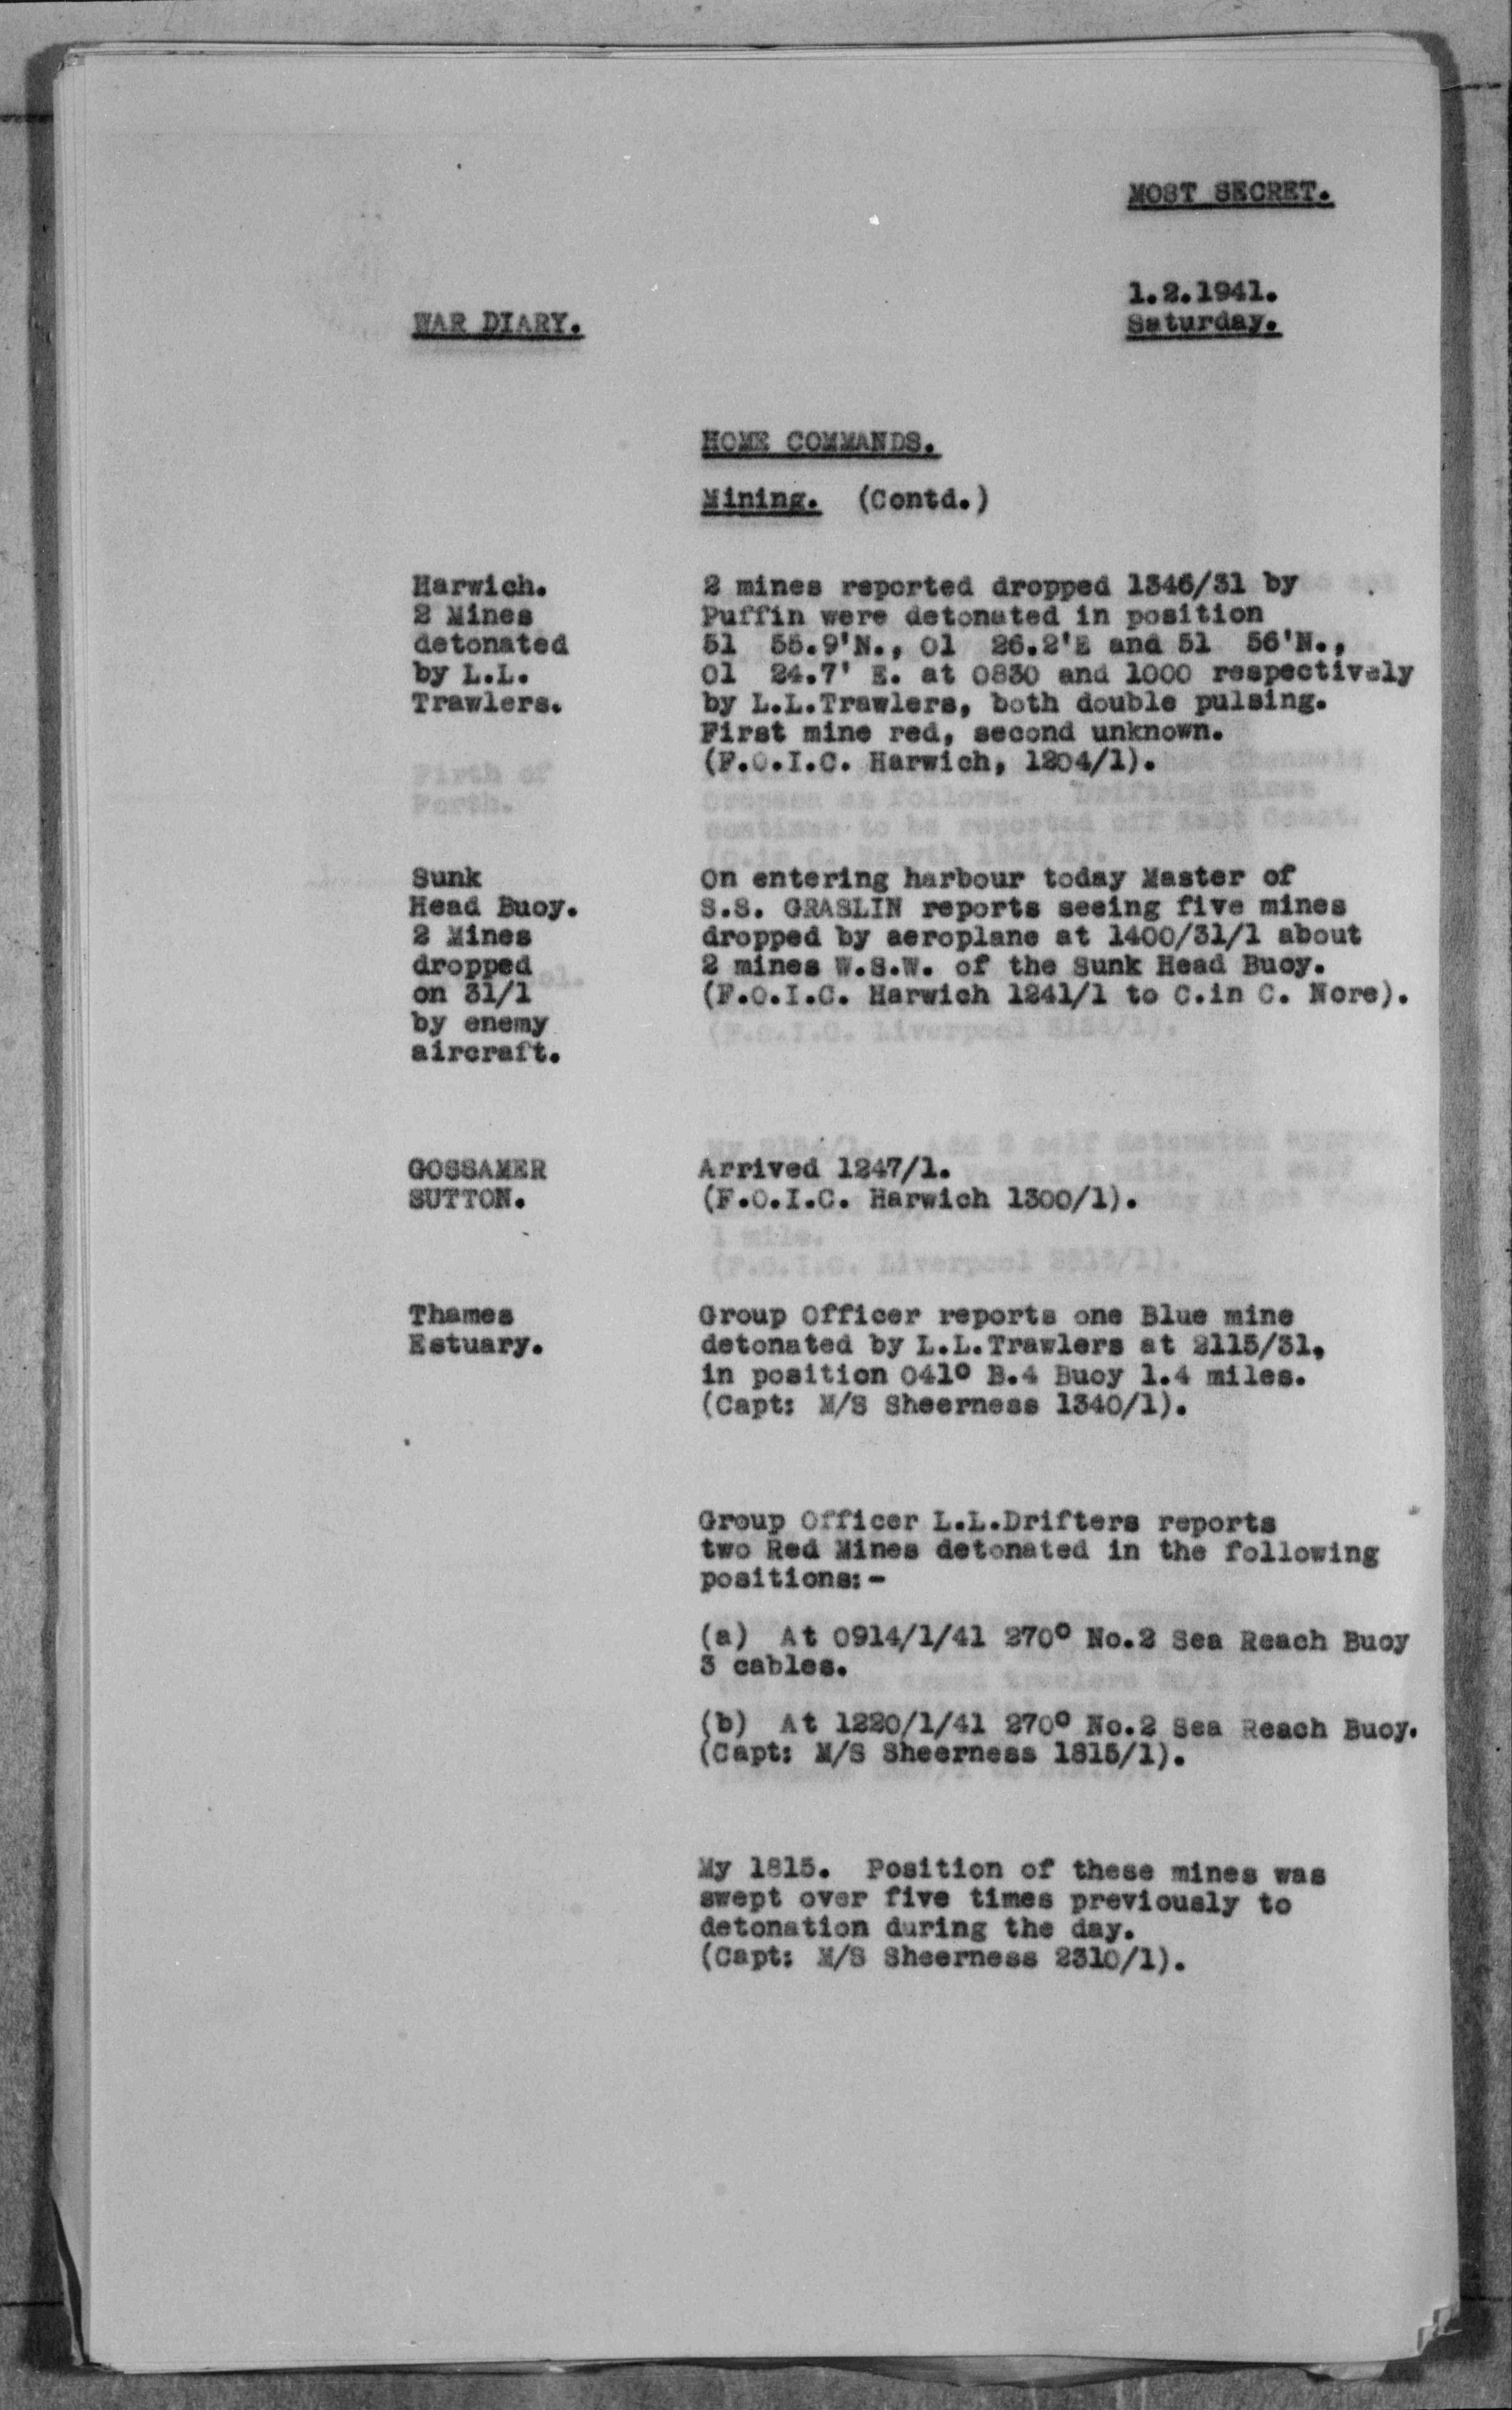 MOST SECRET.
1.2.1941.
WAR DIARY.
Saturday.
HOME COMMANDS.
Mining. (Contd.)
Harwich.
2 Mines
detonated
by L.L.
Trawlers.
2 mines reported dropped 1346/31 by
Puffin were detonated in position
51 55.9'N., 01 26.2'E and 51 56'N.,
01 24.7' E. at 0830 and 1000 respectively
by L.L.Trawlers, both double pulsing.
First mine red, second unknown.
(F.O.I.C. Harwich, 1204/1).
Sunk
Head Buoy.
2 Mines
dropped
on 31/1
by enemy
aircraft.
On entering harbour today Master of
S.S. GRASLIN reports seeing five mines
dropped by aeroplane at 1400/31/1 about
2 mines W.S.W. of the Sunk Head Buoy.
(F.O.I.C. Harwich 1241/1 to C.in C. Nore).
GOSSAMER
SUTTON.
Arrived 1247/1.
(F.O.I.C. Harwich 1300/1).
Thames
Estuary.
Group Officer reports one Blue mine
detonated by L.L.Trawlers at 2115/31,
in position 041° B.4 Buoy 1.4 miles.
(Capt: M/S Sheerness 1340/1).
Group Officer L.L.Drifters reports
two Red Mines detonated in the following
positions:-
(a) At 0914/1/41 270° No.2 Sea Reach Buoy
3 cables.
(b) At 1220/1/41 270° No.2 Sea Reach Buoy.
(Capt: M/S Sheerness 1815/1).
My 1815. Position of these mines was
swept over five times previously to
detonation during the day.
(Capt: M/S Sheerness 2310/1).